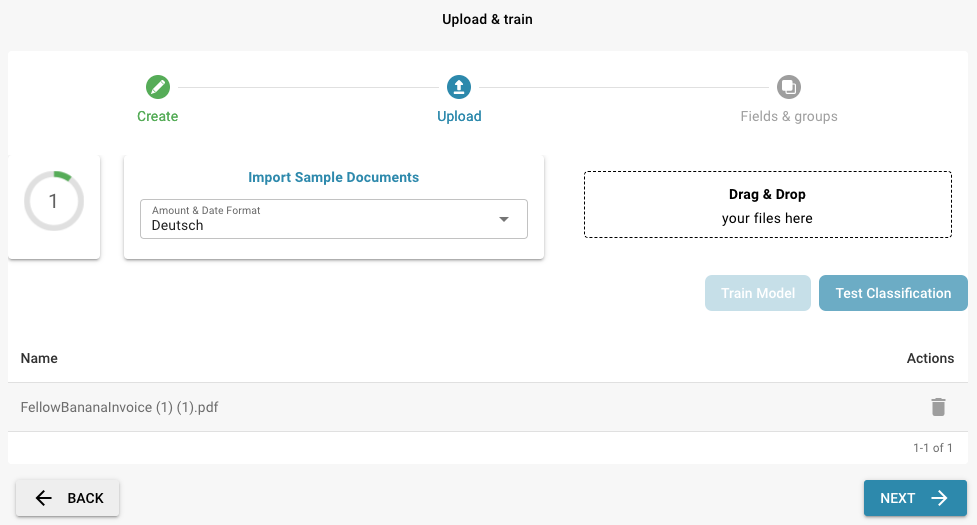 Upload & train
Create
Upload
Fields & groups
1
Import Sample Documents
Amount & Date Format
Deutsch
Drag & Drop
your files here
Train Model
Test Classification
Name
Actions
FellowBananaInvoice (1) (1).pdf
1-1 of 1
BACK
NEXT